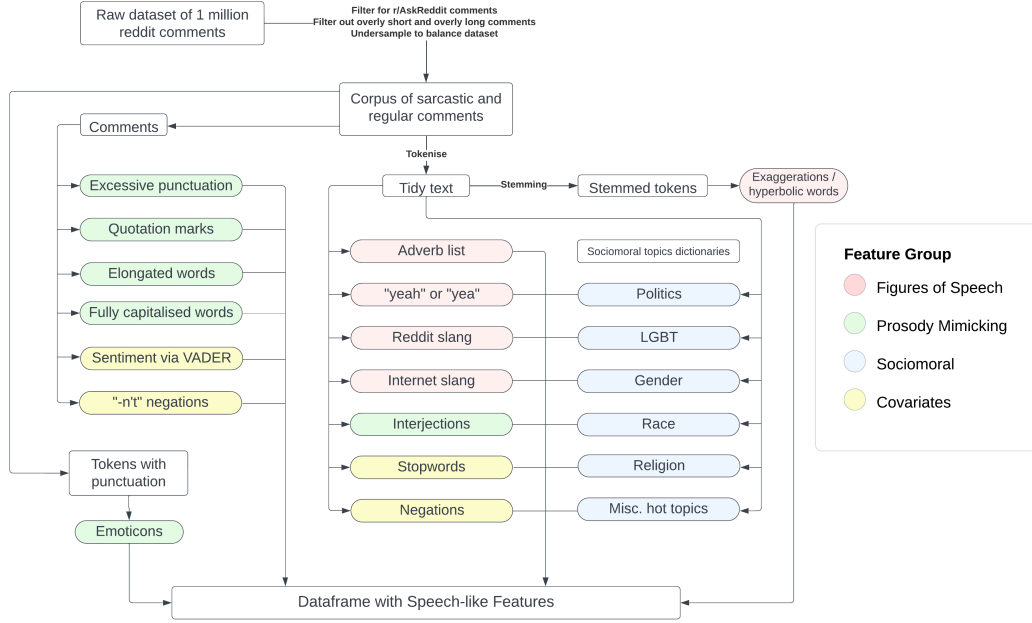 Raw dataset of 1 million
reddit comments
Filter for r/AskReddit comments
Filter out overly short and overly long comments
Undersample to balance dataset
Corpus of sarcastic and
regular comments
Comments
Tokenise
Tidy text
Stemming
Stemmed tokens
Exaggerations /
hyperbolic words
Excessive punctuation
Quotation marks
Elongated words
Fully capitalised words
Sentiment via VADER
"-n't" negations
Tokens with
punctuation
Emoticons
Adverb list
"yeah" or "yea"
Reddit slang
Internet slang
Interjections
Stopwords
Negations
Sociomoral topics dictionaries
Politics
LGBT
Gender
Race
Religion
Misc. hot topics
Dataframe with Speech-like Features
Feature Group
Figures of Speech
Prosody Mimicking
Sociomoral
Covariates